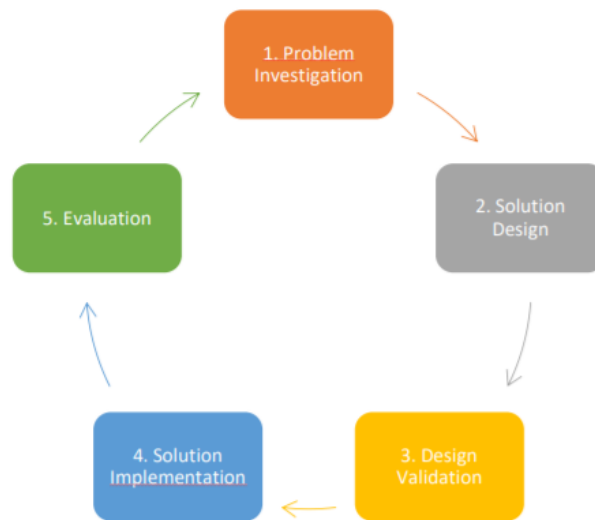 1. Problem
Investigation
2. Solution
Design
3. Design
Validation
4. Solution
Implementation
5. Evaluation